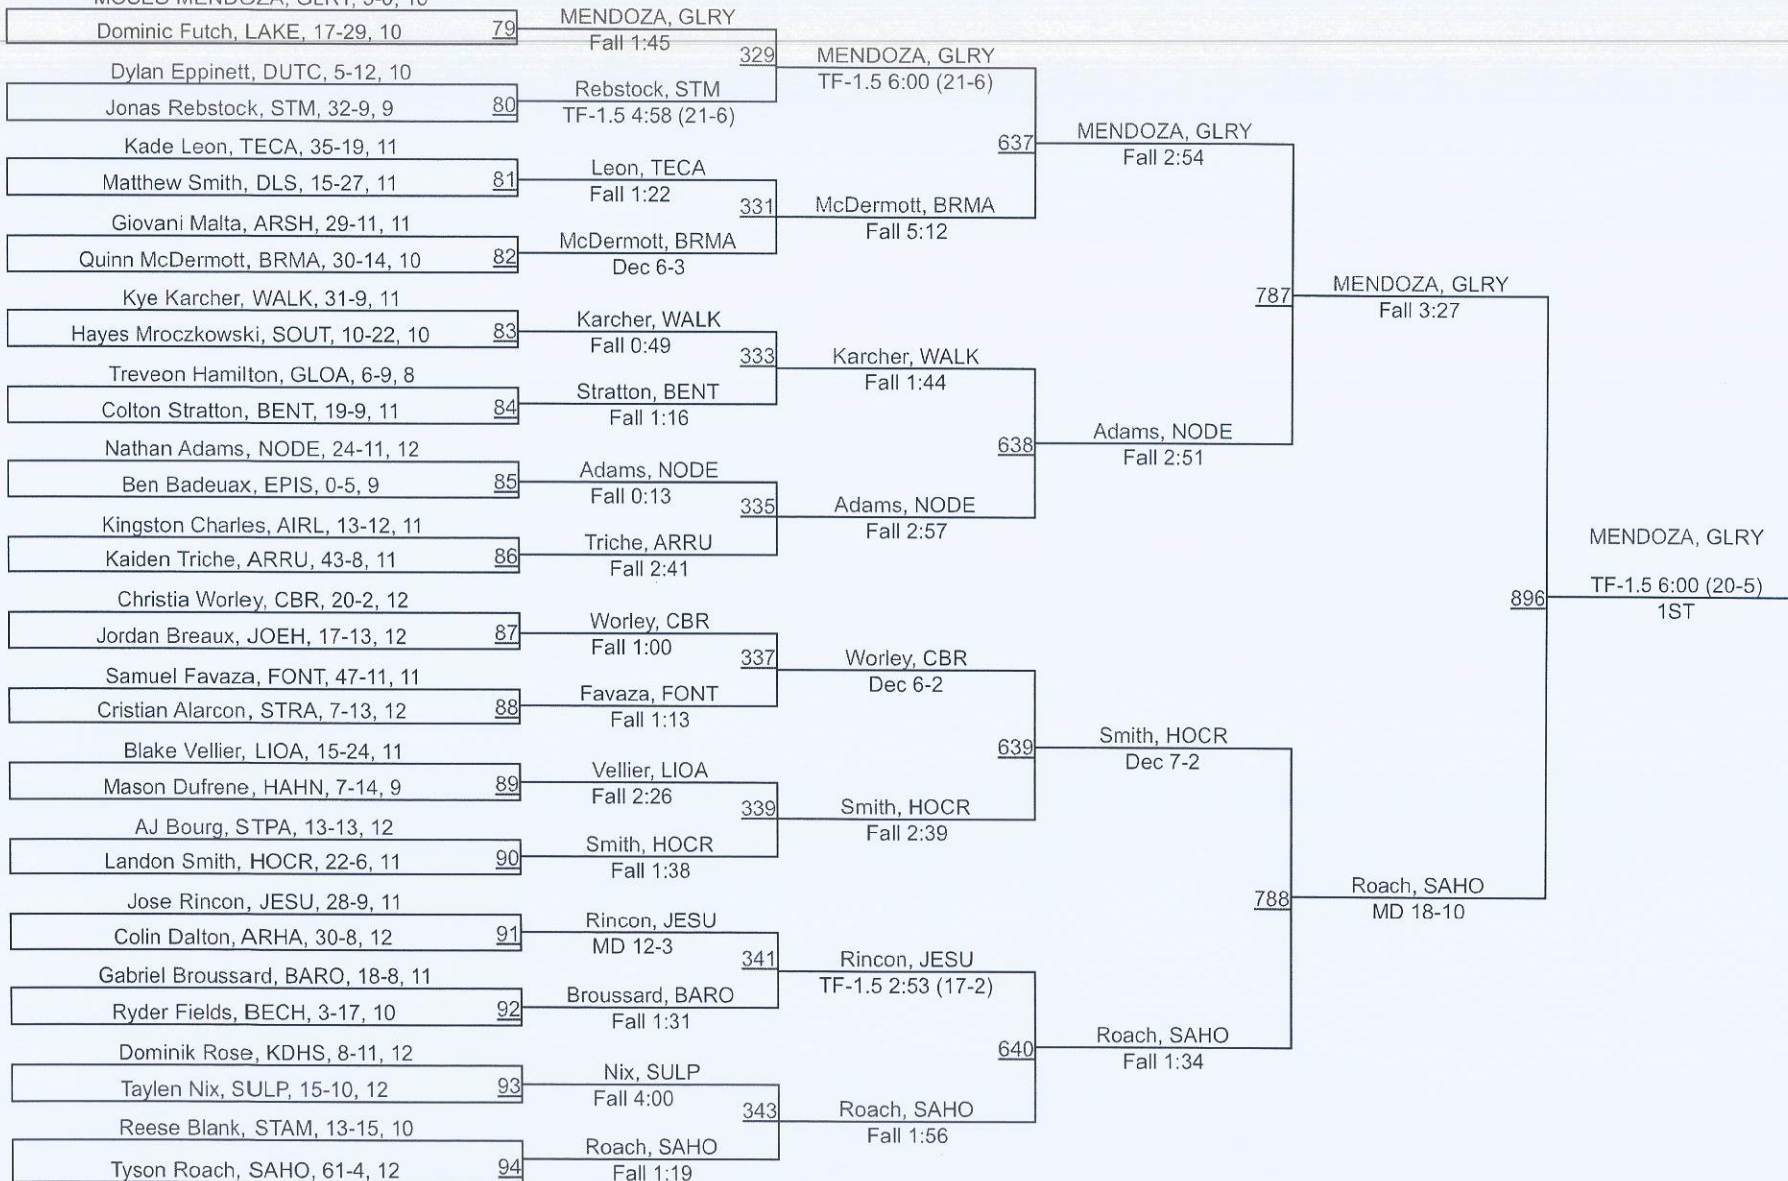 Dominic Futch, LAKE, 17-29, 10
79
Dylan Eppinett, DUTC, 5-12, 10
Jonas Rebstock, STM, 32-9, 9
80
Kade Leon, TECA, 35-19, 11
Matthew Smith, DLS, 15-27, 11
81
Giovani Malta, ARSH, 29-11, 11
Quinn McDermott, BRMA, 30-14, 10
82
Kye Karcher, WALK, 31-9, 11
Hayes Mroczkowski, SOUT, 10-22, 10
83
Treveon Hamilton, GLOA, 6-9, 8
Colton Stratton, BENT, 19-9, 11
84
Nathan Adams, NODE, 24-11, 12
Ben Badeuax, EPIS, 0-5, 9
85
Kingston Charles, AIRL, 13-12, 11
Kaiden Triche, ARRU, 43-8, 11
86
Christia Worley, CBR, 20-2, 12
Jordan Breaux, JOEH, 17-13, 12
87
Samuel Favaza, FONT, 47-11, 11
Cristian Alarcon, STRA, 7-13, 12
88
Blake Vellier, LIOA, 15-24, 11
Mason Dufrene, HAHN, 7-14, 9
89
AJ Bourg, STPA, 13-13, 12
Landon Smith, HOCR, 22-6, 11
90
Jose Rincon, JESU, 28-9, 11
Colin Dalton, ARHA, 30-8, 12
91
Gabriel Broussard, BARO, 18-8, 11
Ryder Fields, BECH, 3-17, 10
92
Dominik Rose, KDHS, 8-11, 12
Taylen Nix, SULP, 15-10, 12
93
Reese Blank, STAM, 13-15, 10
Tyson Roach, SAHO, 61-4, 12
94
MENDOZA, GLRY
Fall 1:45
329
Rebstock, STM
TF-1.5 4:58 (21-6)
Leon, TECA
Fall 1:22
331
McDermott, BRMA
Dec 6-3
Karcher, WALK
Fall 0:49
333
Stratton, BENT
Fall 1:16
Adams, NODE
Fall 0:13
335
Triche, ARRU
Fall 2:41
Worley, CBR
Fall 1:00
337
Favaza, FONT
Fall 1:13
Vellier, LIOA
Fall 2:26
339
Smith, HOCR
Fall 1:38
Rincon, JESU
MD 12-3
341
Broussard, BARO
Fall 1:31
Nix, SULP
Fall 4:00
343
Roach, SAHO
Fall 1:19
MENDOZA, GLRY
TF-1.5 6:00 (21-6)
637
McDermott, BRMA
Fall 5:12
Karcher, WALK
Fall 1:44
638
Adams, NODE
Fall 2:57
Worley, CBR
Dec 6-2
639
Smith, HOCR
Fall 2:39
Rincon, JESU
TF-1.5 2:53 (17-2)
640
Roach, SAHO
Fall 1:56
MENDOZA, GLRY
Fall 2:54
787
Adams, NODE
Fall 2:51
Smith, HOCR
Dec 7-2
788
Roach, SAHO
Fall 1:34
MENDOZA, GLRY
Fall 3:27
896
Roach, SAHO
MD 18-10
MENDOZA, GLRY
TF-1.5 6:00 (20-5)
1ST